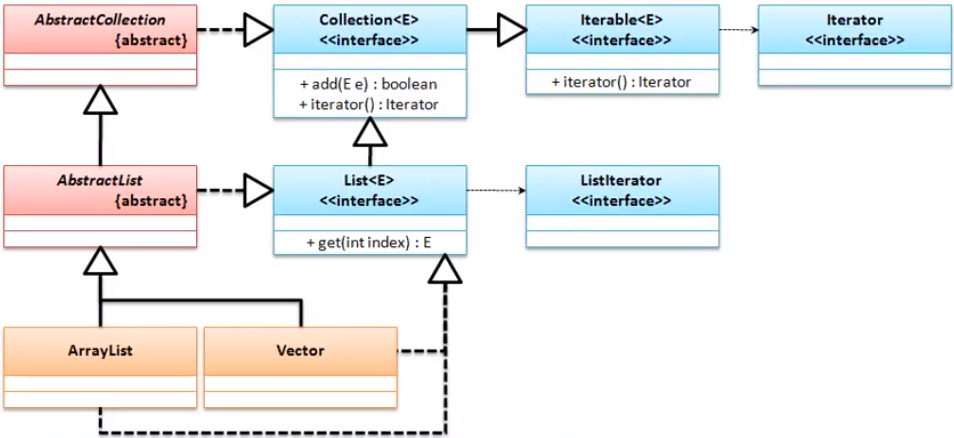 AbstractCollection
{abstract}
Collection<E>
<<interface>>
+ add(E e) : boolean
+ iterator() : Iterator
Iterable<E>
<<interface>>
+ iterator() : Iterator
Iterator
<<interface>>
AbstractList
{abstract}
List<E>
<<interface>>
+ get(int index) : E
ListIterator
<<interface>>
ArrayList
Vector